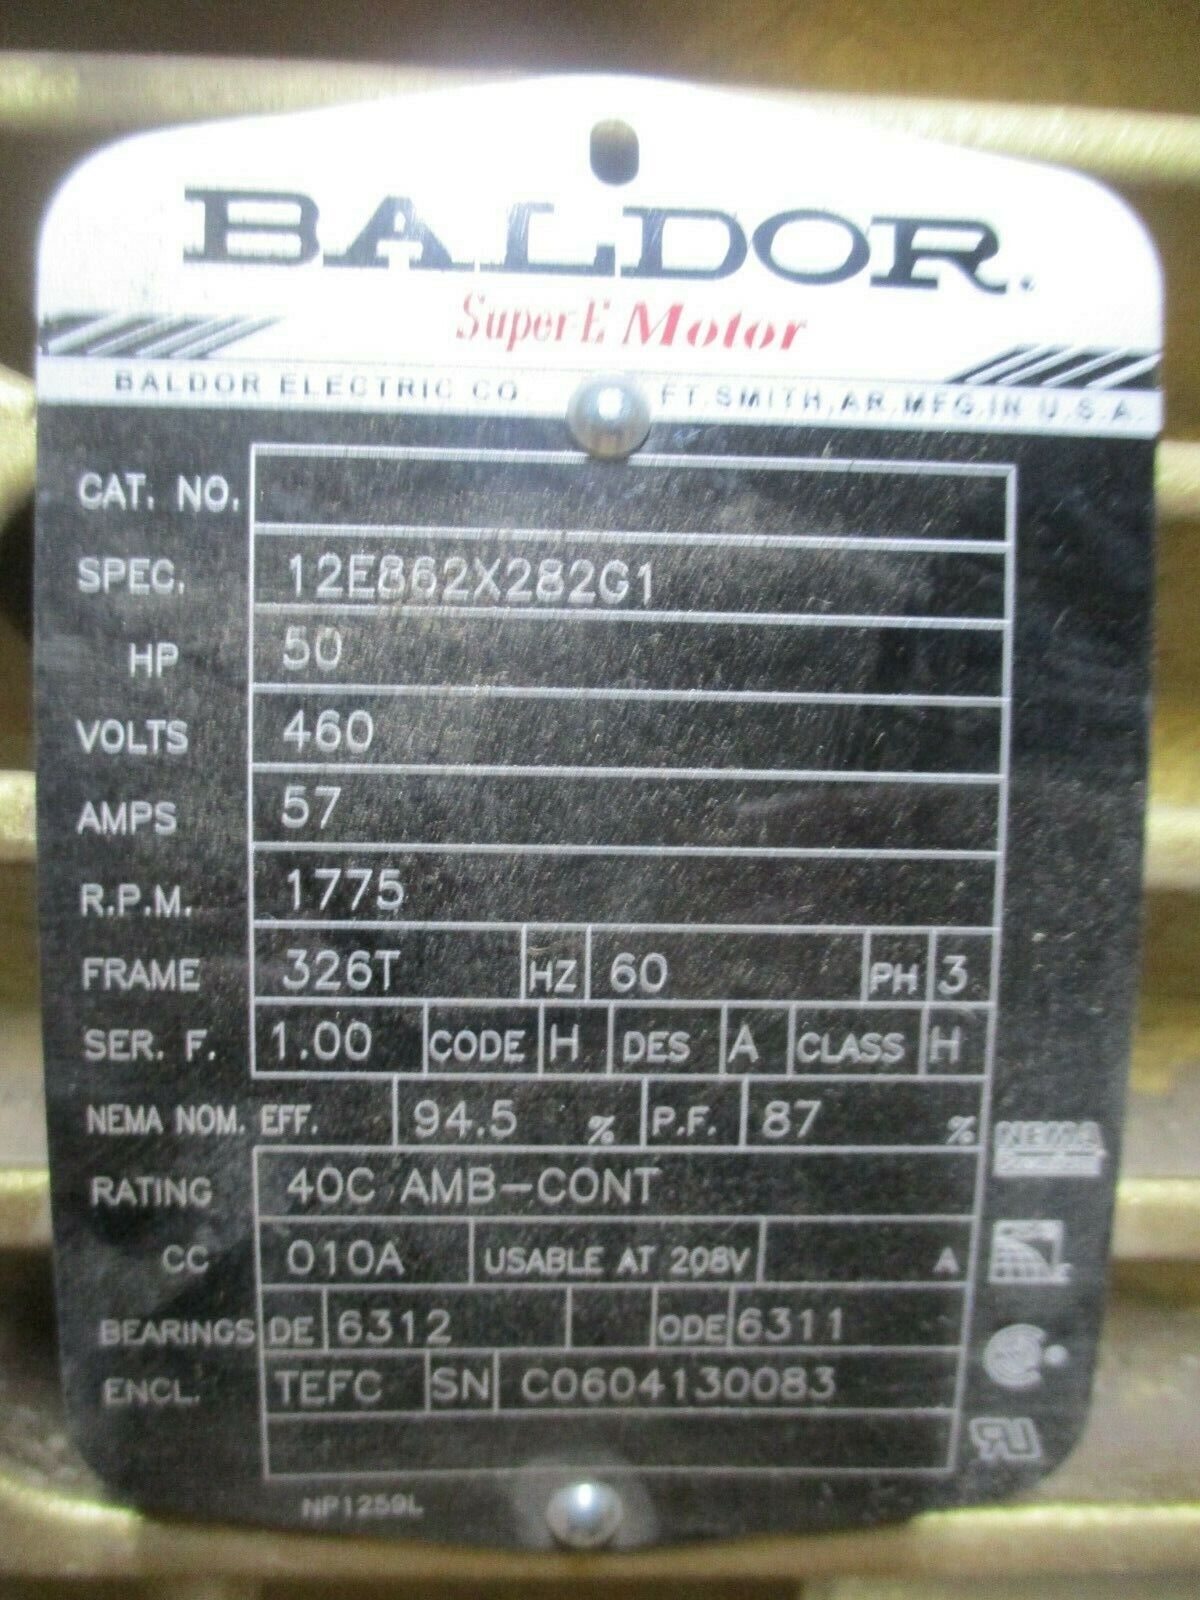 BALDOR.
Super-E Motor
BALDOR ELECTRIC CO. FT. SMITH, AR. MFG. IN U.S.A.
CAT. NO.
SPEC. 12E862X282G1
HP 50
VOLTS 460
AMPS 57
R.P.M. 1775
FRAME 326T HZ 60 PH 3
SER. F. 1.00 CODE H DES A CLASS H
NEMA NOM. EFF. 94.5 % P.F. 87 %
NEMA
RATING 40C AMB-CONT
CC 010A USABLE AT 208V A
BEARINGS DE 6312 ODE 6311
ENCL. TEFC SN C0604130083
NP1259L